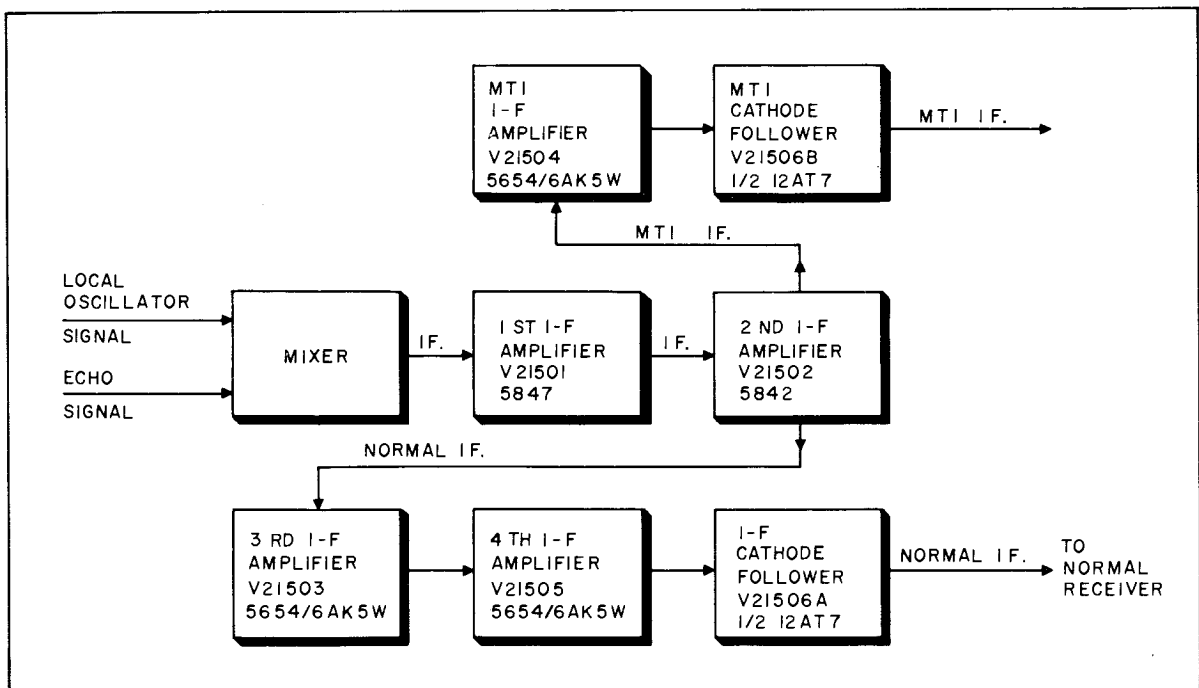 MTI
I-F
AMPLIFIER
V21504
5654/6AK5W
MTI
CATHODE
FOLLOWER
V21506B
1/2 12AT7
MTI IF.
MTI IF.
LOCAL
OSCILLATOR
SIGNAL
ECHO
SIGNAL
MIXER
IF.
1 ST I-F
AMPLIFIER
V21501
5847
IF.
2 ND I-F
AMPLIFIER
V21502
5842
NORMAL IF.
3 RD I-F
AMPLIFIER
V21503
5654/6AK5W
4 TH I-F
AMPLIFIER
V21505
5654/6AK5W
I-F
CATHODE
FOLLOWER
V21506A
1/2 12AT7
NORMAL IF.
TO
NORMAL
RECEIVER